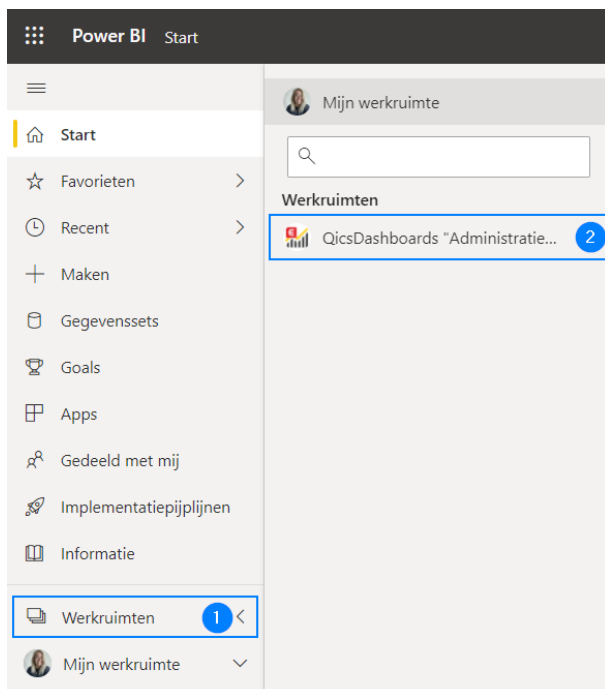 Power BI Start
Start
Favorieten
Recent
Maken
Gegevenssets
Goals
Apps
Gedeeld met mij
Implementatiepijplijnen
Informatie
Werkruimten 1
Mijn werkruimte
Mijn werkruimte
Werkruimten
QicsDashboards "Administratie... 2